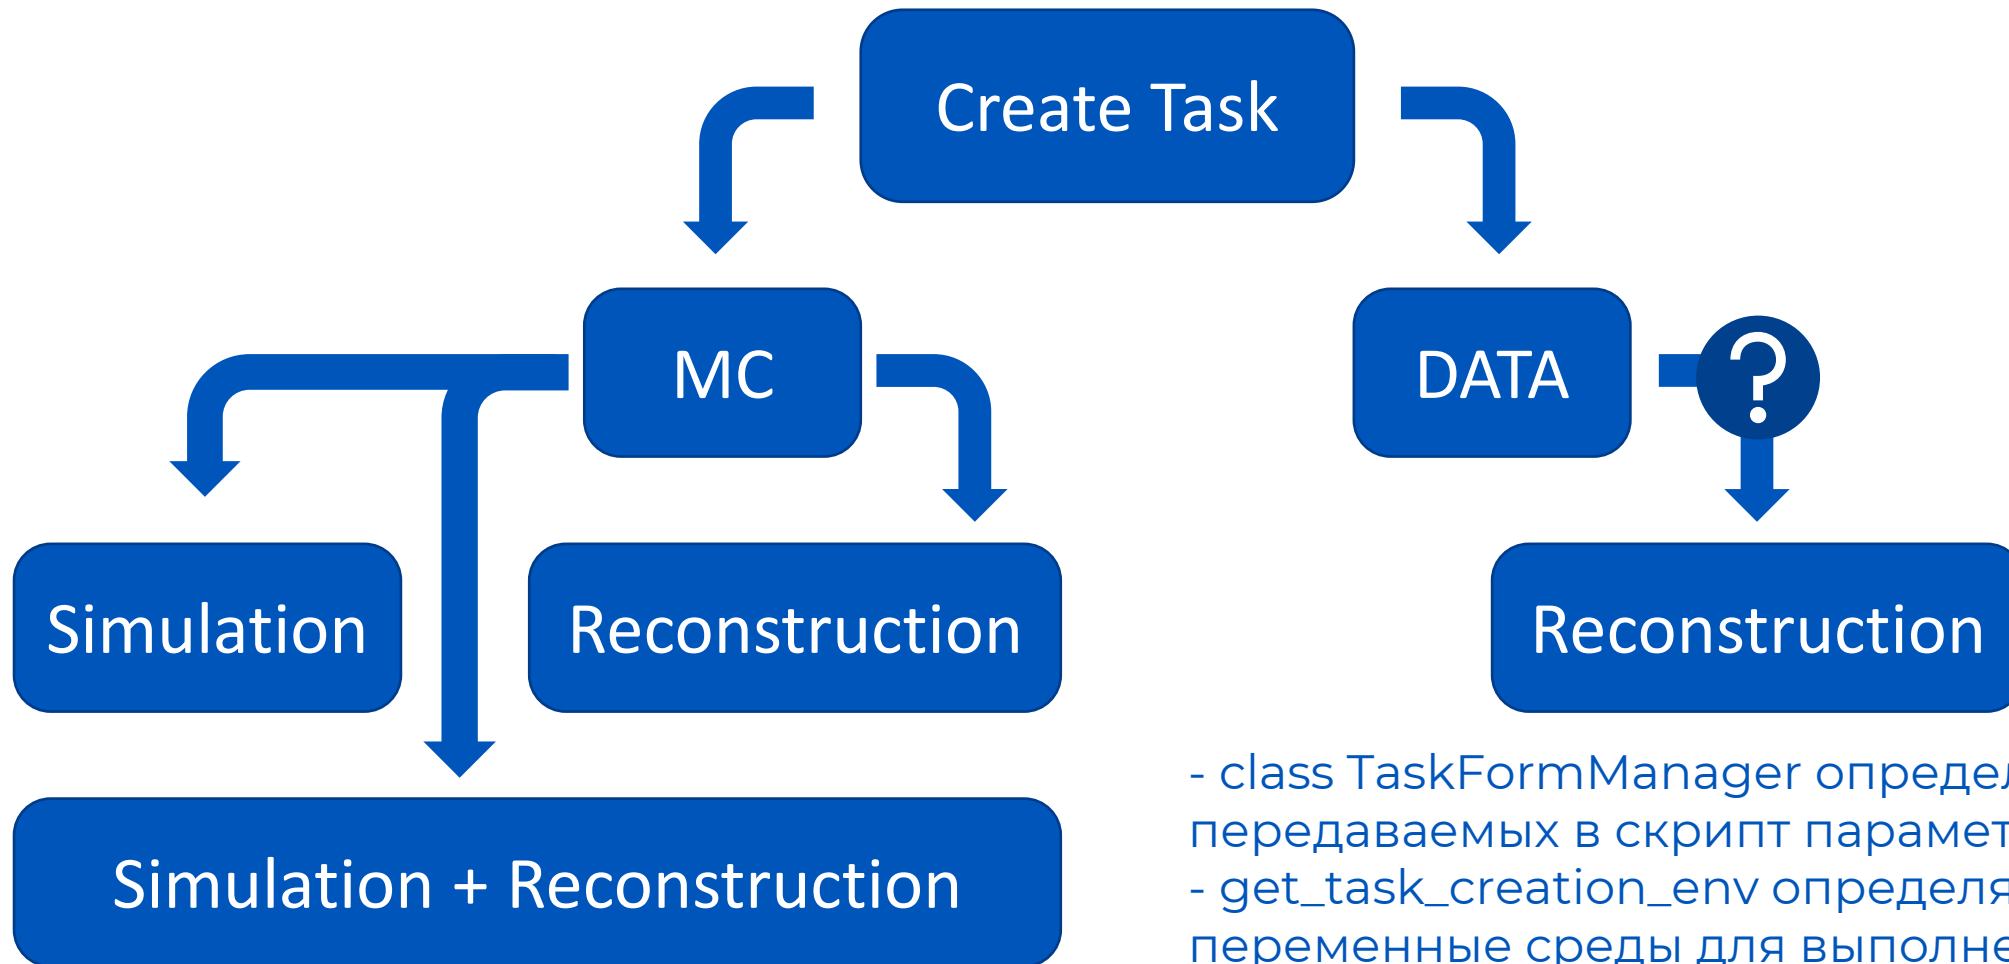 Create Task
MC
DATA
?
Simulation
Reconstruction
Reconstruction
Simulation + Reconstruction
- class TaskFormManager
передаваемых в скрипт
- get_task_creation_env
переменные среды для